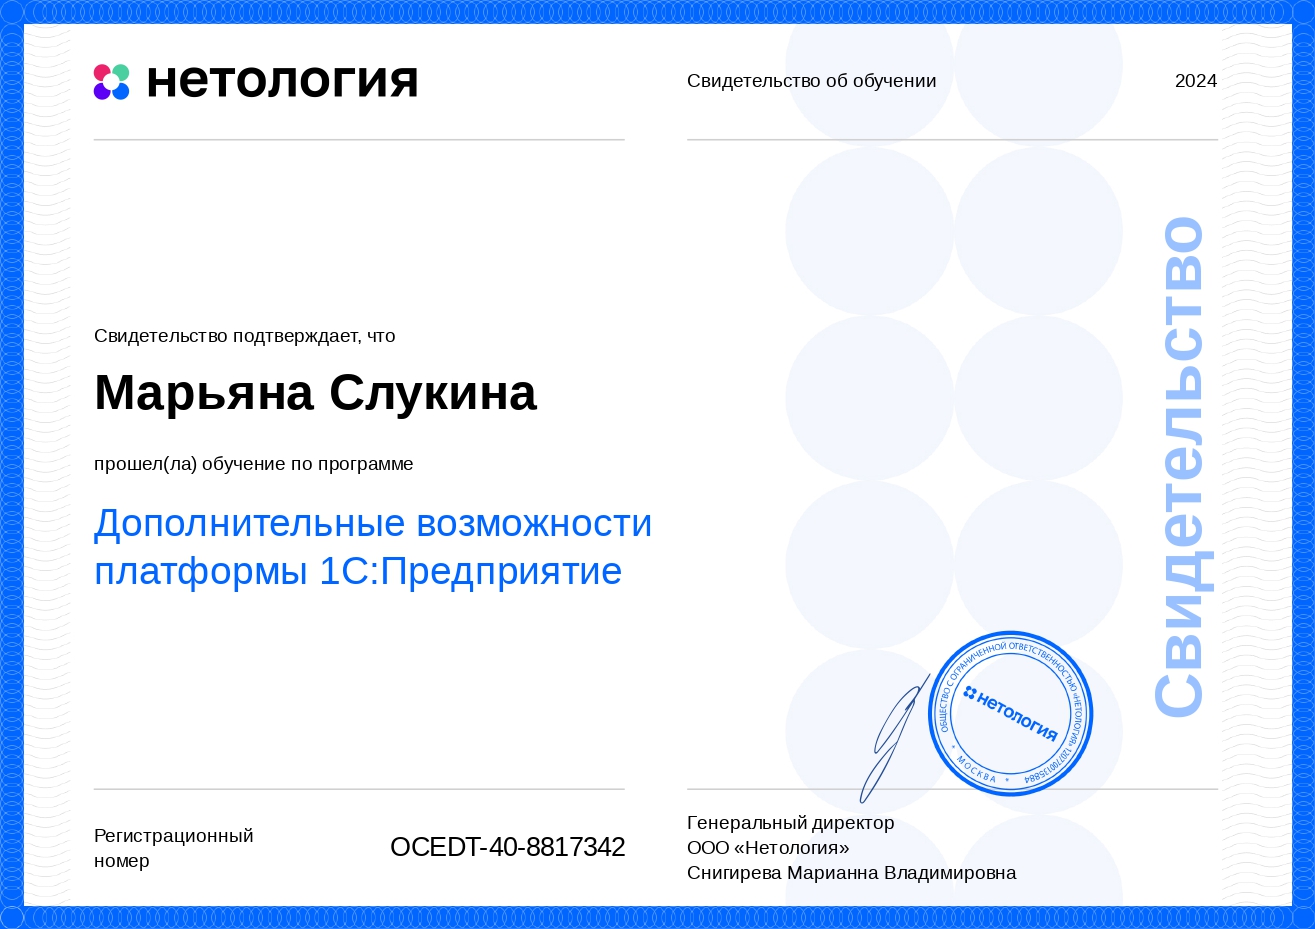 нетология
Свидетельство об обучении
2024
Свидетельство подтверждает, что
Марьяна Слукина
прошел(ла) обучение по программе
Дополнительные возможности
платформы 1С:Предприятие
Свидетельство
ОБЩЕСТВО С ОГРАНИЧЕННОЙ ОТВЕТСТВЕННОСТЬЮ «НЕТОЛОГИЯ» 1207700135884
* МОСКВА *
нетология
Регистрационный
номер
OCEDT-40-8817342
Генеральный директор
ООО «Нетология»
Снигирева Марианна Владимировна